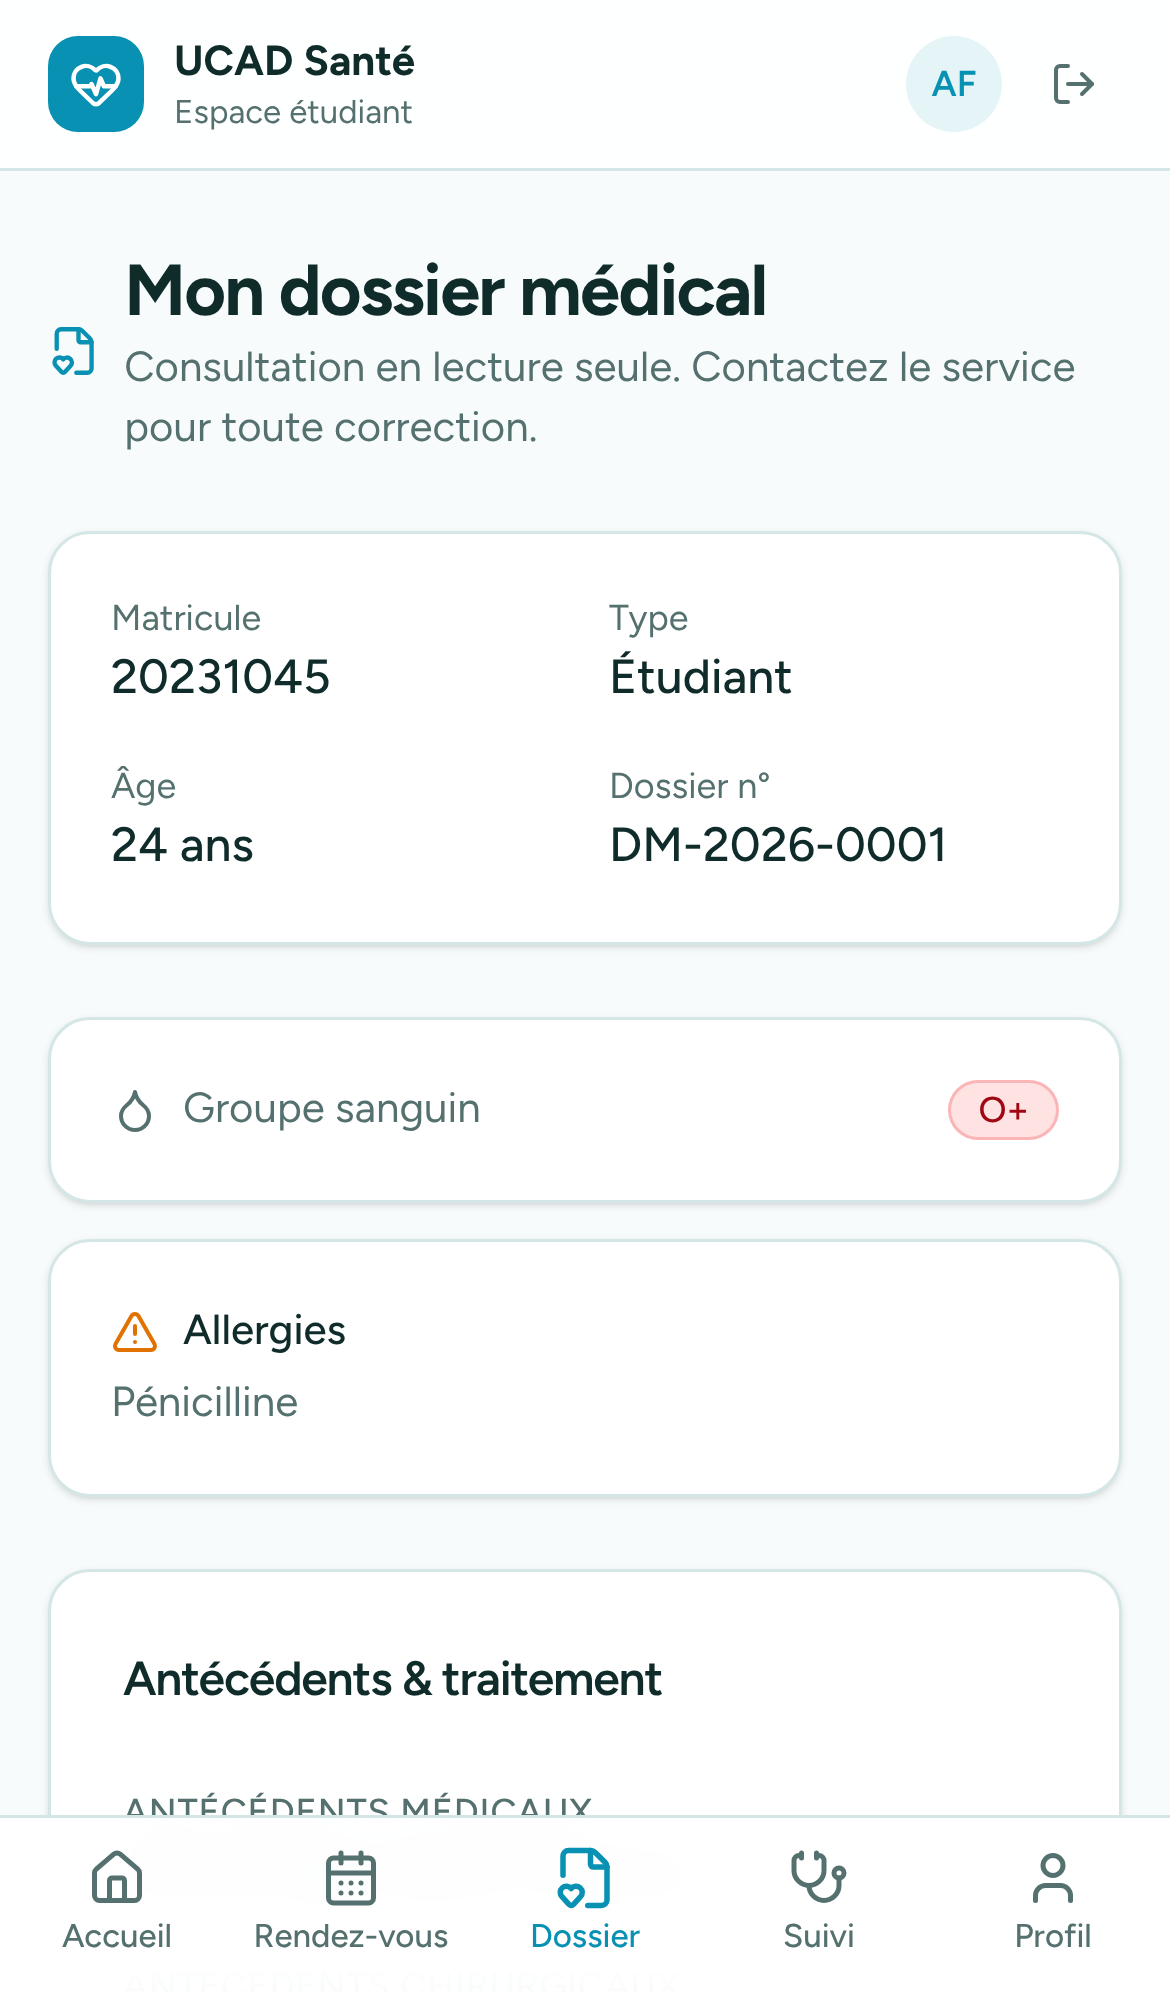 UCAD Santé
Espace étudiant
AF
Mon dossier médical
Consultation en lecture seule. Contactez le service
pour toute correction.
Matricule
20231045
Type
Étudiant
Âge
24 ans
Dossier n°
DM-2026-0001
Groupe sanguin
O+
Allergies
Pénicilline
Antécédents & traitement
ANTÉCÉDENTS MÉDICAUX
Accueil
Rendez-vous
Dossier
Suivi
Profil
ANTÉCÉDENTS CHIRURGICAUX